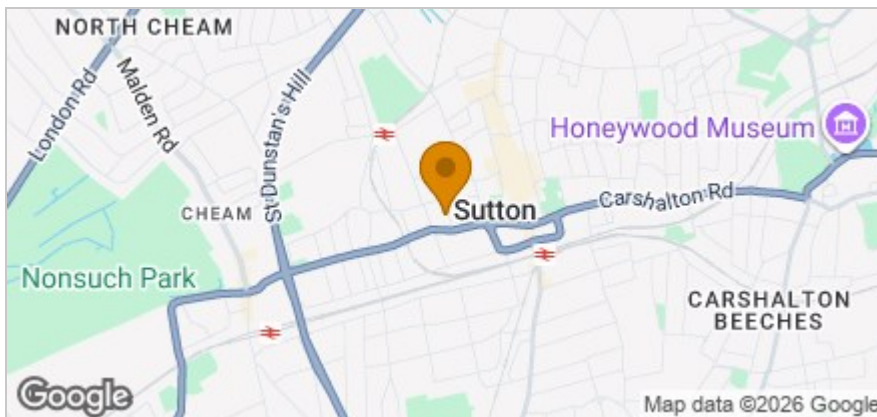 NORTH CHEAM
London Rd
Malden Rd
St Dunstan's Hill
Honeywood Museum
Carshalton Rd
CHEAM
Sutton
Nonsuch Park
CARSHALTON
BEECHES
Google
Map data ©2026 Google